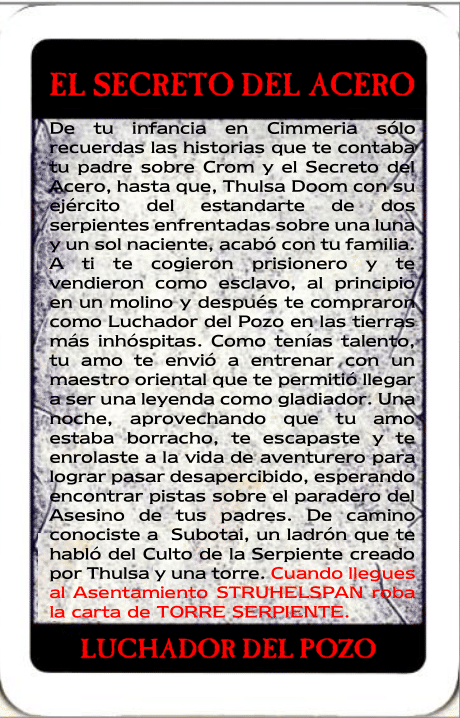 EL SECRETO DEL ACERO
De tu infancia en Cimmeria sólo
recuerdas las historias que te contaba
tu padre sobre Crom y el Secreto del
Acero, hasta que, Thulsa Doom con su
ejército del estandarte de dos
serpientes enfrentadas sobre una luna
y un sol naciente, acabó con tu familia.
A ti te cogieron prisionero y te
vendieron como esclavo, al principio
en un molino y después te compraron
como Luchador del Pozo en las tierras
más inhóspitas. Como tenías talento,
tu amo te envió a entrenar con un
maestro oriental que te permitió llegar
a ser una leyenda como gladiador. Una
noche, aprovechando que tu amo
estaba borracho, te escapaste y te
enrolaste a la vida de aventurero para
lograr pasar desapercibido, esperando
encontrar pistas sobre el paradero del
Asesino de tus padres. De camino
conociste a Subotai, un ladrón que te
habló del Culto de la Serpiente creado
por Thulsa y una torre. Cuando llegues
al Asentamiento STRUHELSPAN roba
la carta de TORRE SERPIENTE.
LUCHADOR DEL POZO